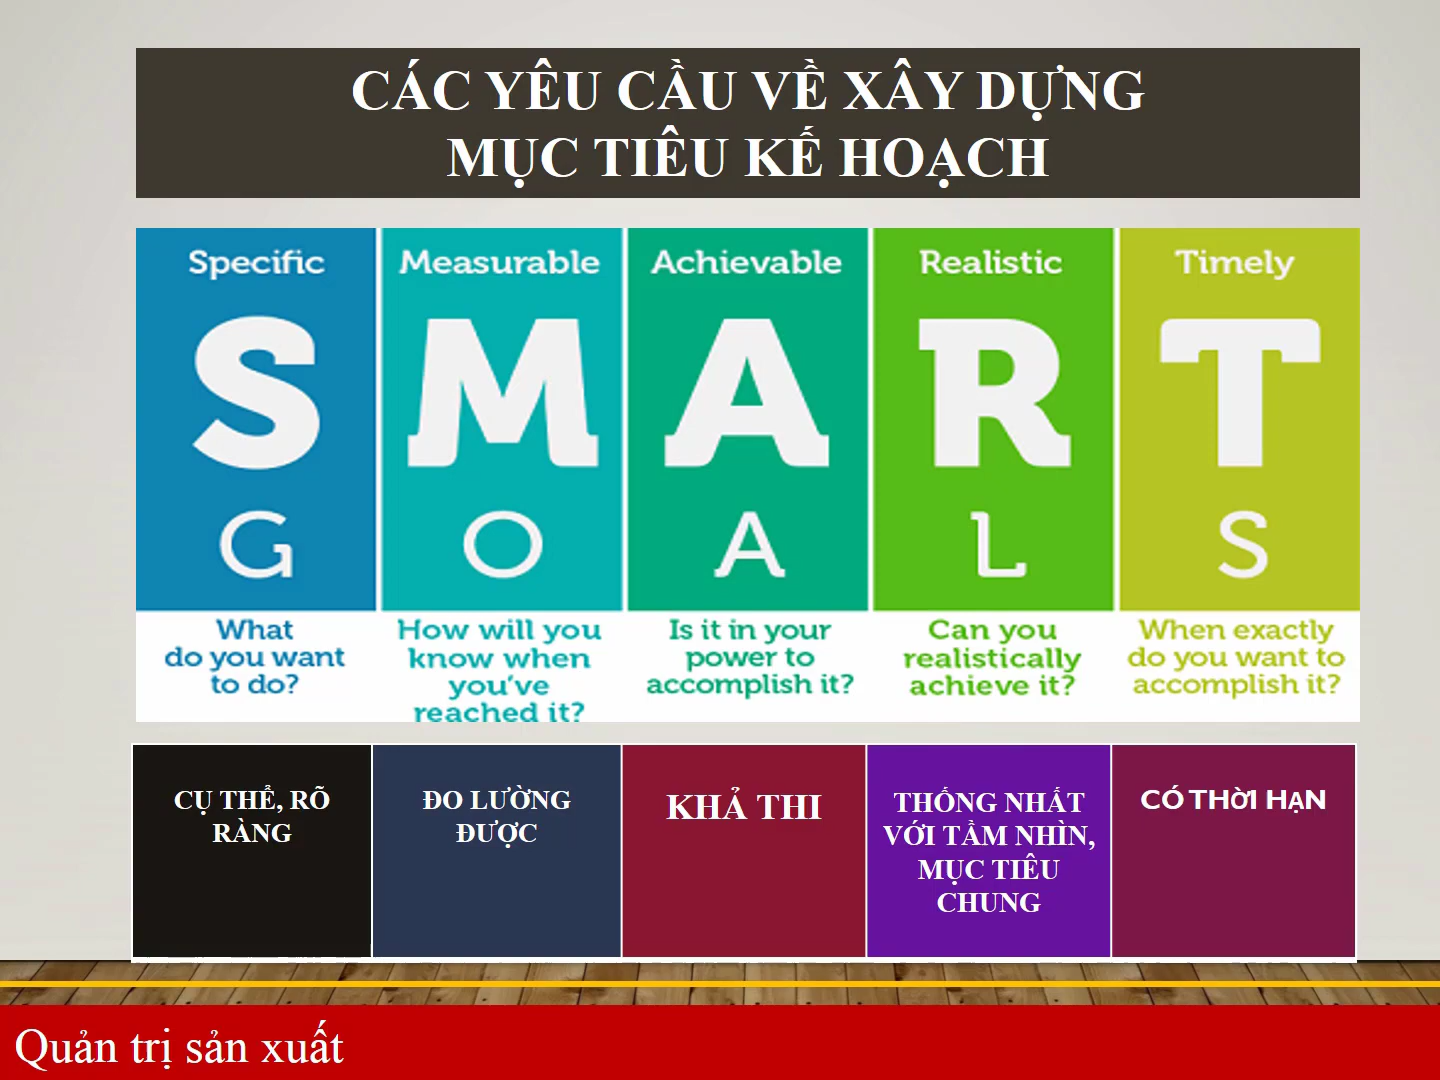 CÁC YÊU CẦU VỀ XÂY DỰNG
MỤC TIÊU KẾ HOẠCH
Specific
Measurable
Achievable
Realistic
Timely
S
M
A
R
T
G
O
A
L
S
What
do you want
to do?
How will you
know when
you've
reached it?
Is it in your
power to
accomplish it?
Can you
realistically
achieve it?
When exactly
do you want to
accomplish it?
CỤ THỂ, RÕ
RÀNG
ĐO LƯỜNG
ĐƯỢC
KHẢ THI
THỐNG NHẤT
VỚI TẦM NHÌN,
MỤC TIÊU
CHUNG
CÓ THỜI HẠN
Quản trị sản xuất